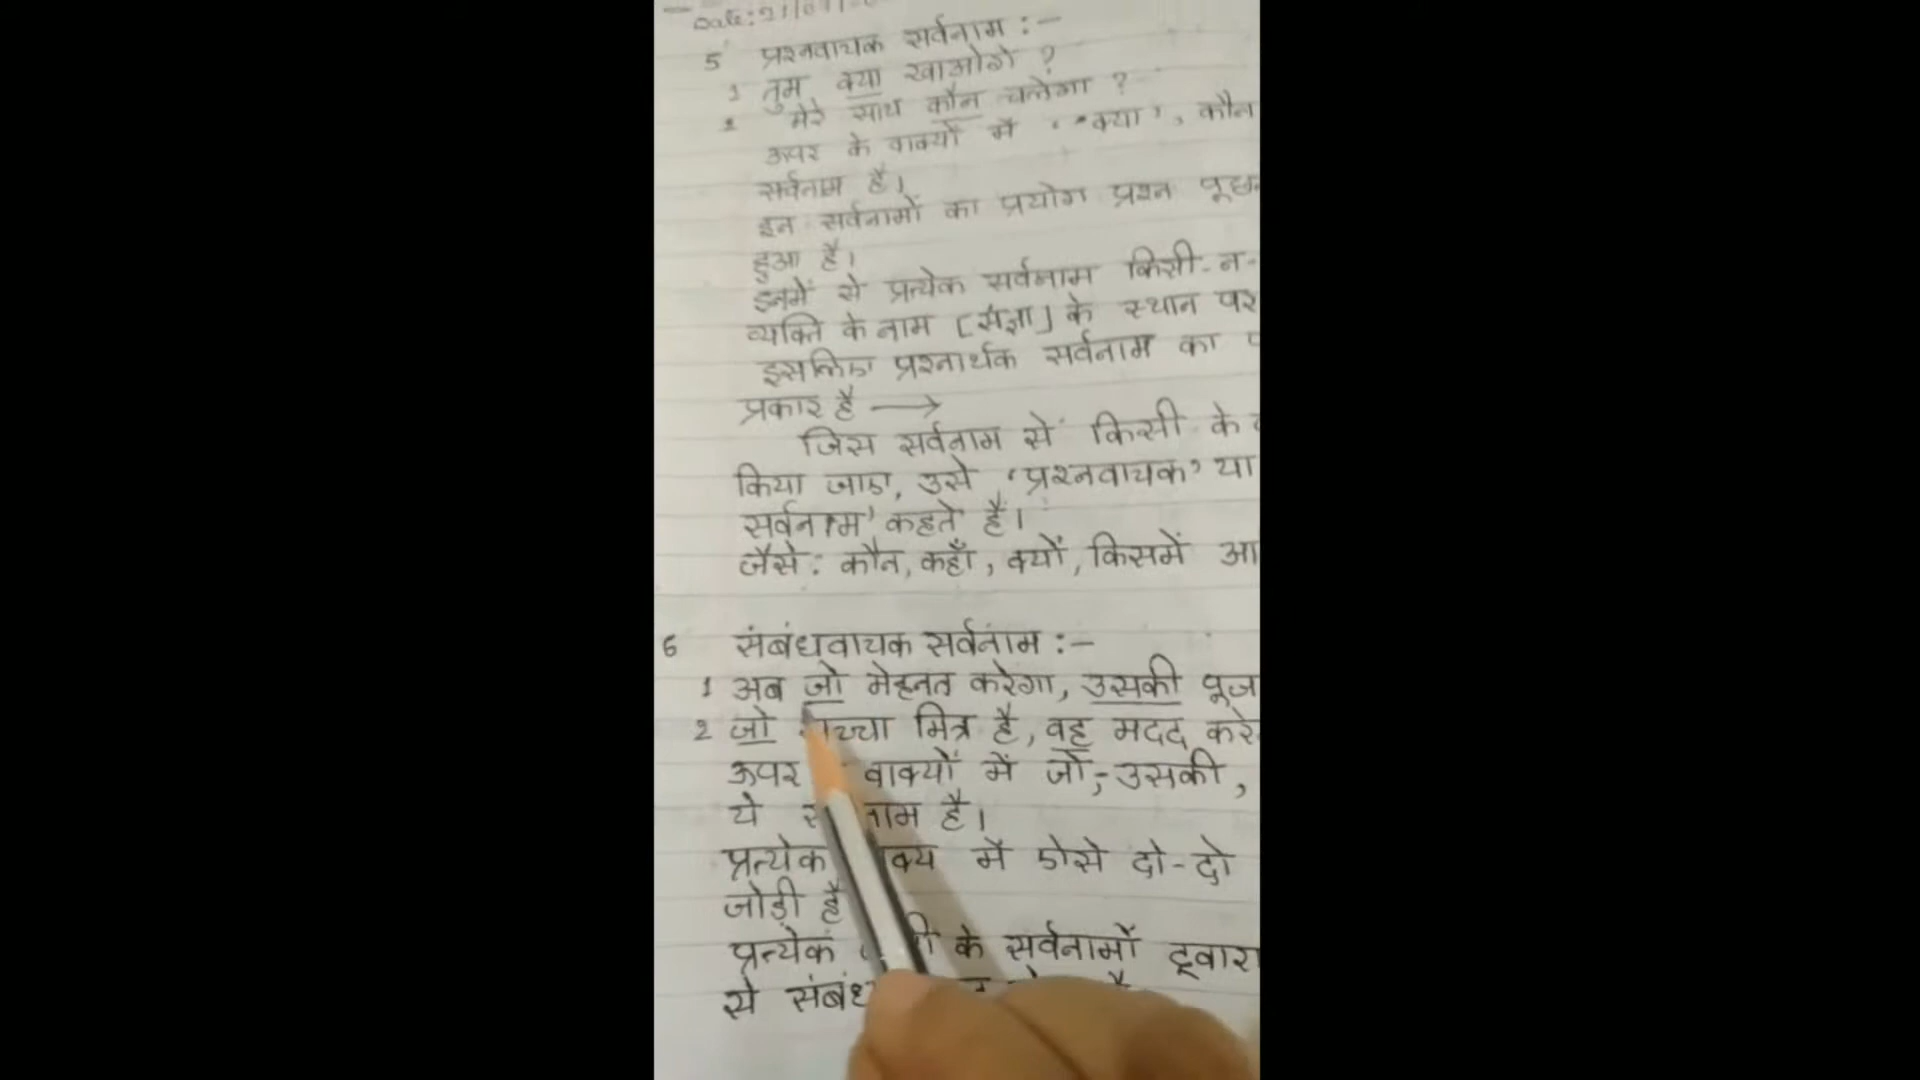 Date:
5 प्रश्नवाचक सर्वनाम :-
1 तुम क्या खाओगे ?
2 मेरे साथ कौन चलेगा ?
ऊपर के वाक्यों में "क्या', कौन
सर्वनाम है।
इन सर्वनामों का प्रयोग प्रश्न पूछन
हुआ है।
इनमें से प्रत्येक सर्वनाम किसी-न-
व्यक्ति के नाम [संज्ञा] के स्थान पर
इसलिए प्रश्नार्थक सर्वनाम का
प्रकार है →
जिस सर्वनाम से किसी के
किया जाए, उसे 'प्रश्नवाचक' या
सर्वनाम' कहते हैं।
जैसे: कौन, कहाँ, क्यों, किसमें आ
6 संबंधवाचक सर्वनाम :-
1 अब जो मेहनत करेगा, उसकी पूज
2 जो च्चा मित्र है, वह मदद करे
ऊपर वाक्यों में जो, उसकी,
ये नाम है।
प्रत्येक क्य में ऐसे दो-दो
जोड़ी है
प्रत्येक के सर्वनामों द्वारा
से संबंध